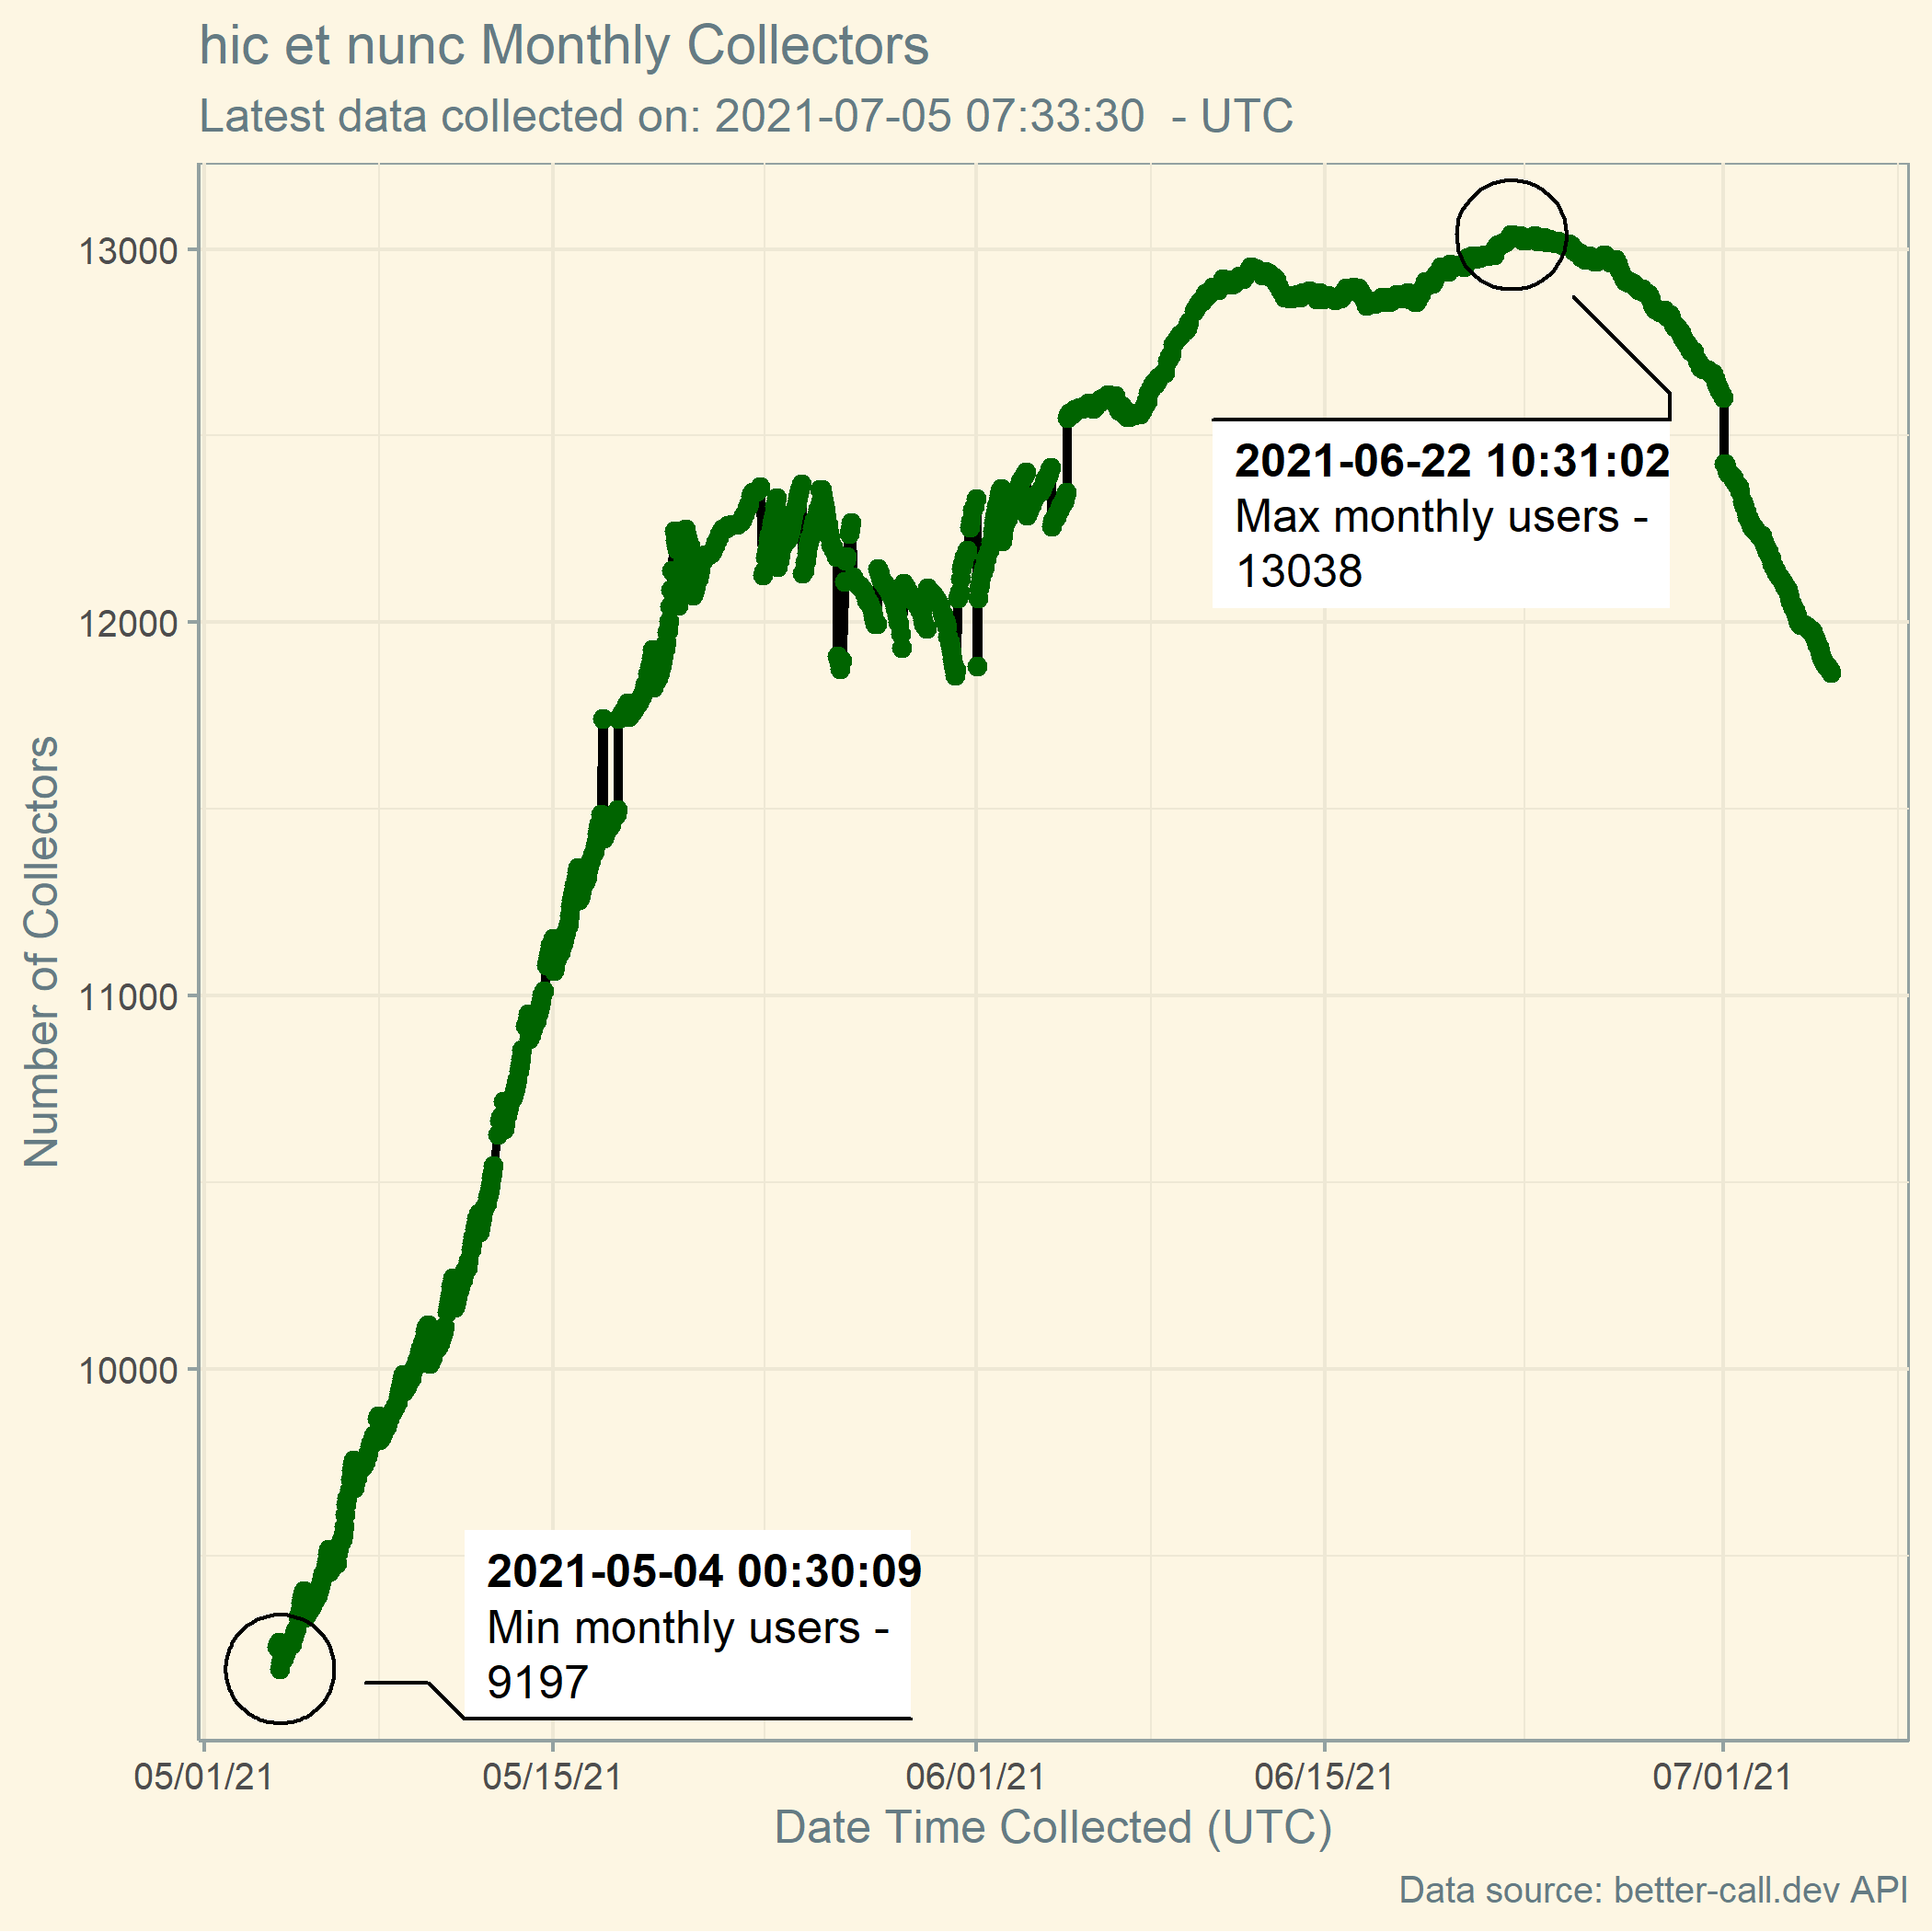 hic et nunc Monthly Collectors
Latest data collected on: 2021-07-05 07:33:30  - UTC
13000
12000
11000
10000
Number of Collectors
2021-06-22 10:31:02
Max monthly users -
13038
2021-05-04 00:30:09
Min monthly users -
9197
05/01/21
05/15/21
06/01/21
06/15/21
07/01/21
Date Time Collected (UTC)
Data source: better-call.dev API